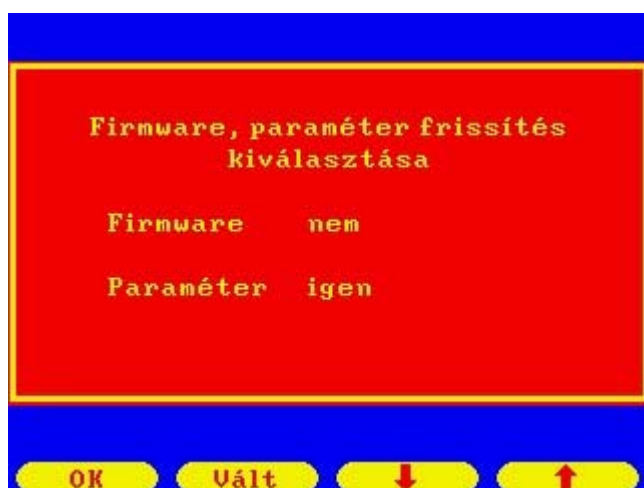 Firmware, paraméter frissítés
kiválasztása
Firmware nem
Paraméter igen
OK Vált